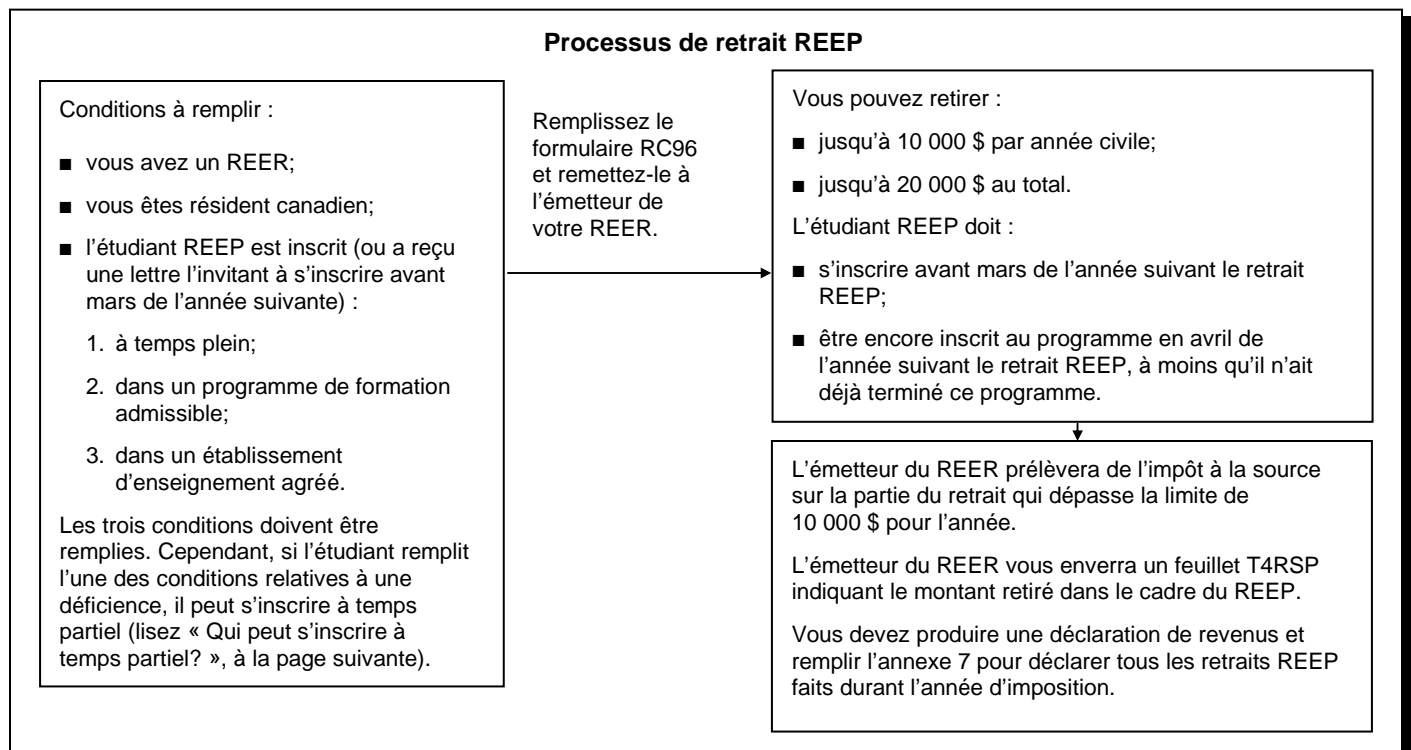 Processus de retrait REEP
Conditions à remplir :
■ vous avez un REER;
■ vous êtes résident canadien;
■ l’étudiant REEP est inscrit (ou a reçu
une lettre l’invitant à s’inscrire avant
mars de l’année suivante) :
1. à temps plein;
2. dans un programme de formation
admissible;
3. dans un établissement
d’enseignement agréé.
Les trois conditions doivent être
remplies. Cependant, si l’étudiant remplit
l’une des conditions relatives à une
déficience, il peut s’inscrire à temps
partiel (lisez « Qui peut s’inscrire à
temps partiel? », à la page suivante).
Remplissez le
formulaire RC96
et remettez-le à
l’émetteur de
votre REER.
Vous pouvez retirer :
■ jusqu’à 10 000 $ par année civile;
■ jusqu’à 20 000 $ au total.
L’étudiant REEP doit :
■ s’inscrire avant mars de l’année suivant le retrait
REEP;
■ être encore inscrit au programme en avril de
l’année suivant le retrait REEP, à moins qu’il n’ait
déjà terminé ce programme.
L’émetteur du REER prélèvera de l’impôt à la source
sur la partie du retrait qui dépasse la limite de
10 000 $ pour l’année.
L’émetteur du REER vous enverra un feuillet T4RSP
indiquant le montant retiré dans le cadre du REEP.
Vous devez produire une déclaration de revenus et
remplir l’annexe 7 pour déclarer tous les retraits REEP
faits durant l’année d’imposition.